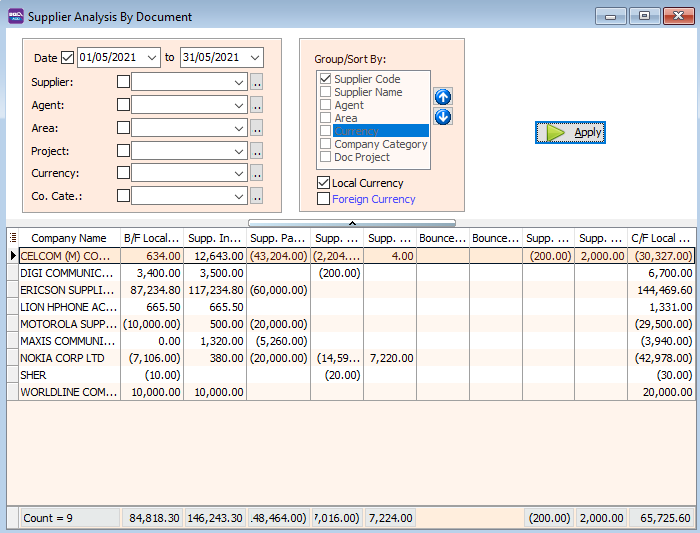 Supplier Analysis By Document
Date 01/05/2021 to 31/05/2021
Supplier: ..
Agent: ..
Area: ..
Project: ..
Currency: ..
Co. Cate.: ..
Group/Sort By:
Supplier Code
Supplier Name
Agent
Area
Currency
Company Category
Doc Project
Local Currency
Foreign Currency
Apply
Company Name B/F Local... Supp. In... Supp. Pa... Supp. ... Supp. ... Bounce... Bounce... Supp. ... Supp. ... C/F Local ...
CELCOM (M) CO... 634.00 12,643.00 (43,204.00) (2,204.... 4.00 (200.00) 2,000.00 (30,327.00)
DIGI COMMUNIC... 3,400.00 3,500.00 (200.00) 6,700.00
ERICSON SUPPLI... 87,234.80 117,234.80 (60,000.00) 144,469.60
LION HPHONE AC... 665.50 665.50 1,331.00
MOTOROLA SUPP... (10,000.00) 500.00 (20,000.00) (29,500.00)
MAXIS COMMUNI... 0.00 1,320.00 (5,260.00) (3,940.00)
NOKIA CORP LTD (7,106.00) 380.00 (20,000.00) (14,59... 7,220.00 (42,978.00)
SHER (10.00) (20.00) (30.00)
WORLDLINE COM... 10,000.00 10,000.00 20,000.00
Count = 9 84,818.30 146,243.30 48,464.00) 7,016.00) 7,224.00 (200.00) 2,000.00 65,725.60